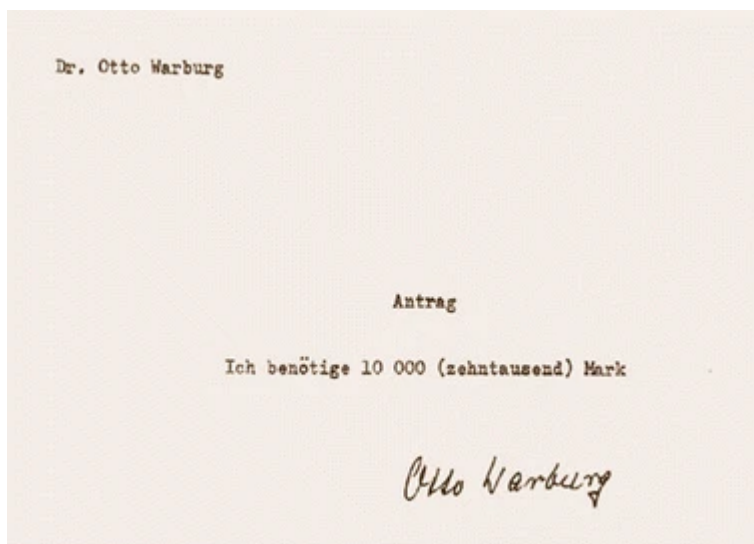 Dr. Otto Warburg
Antrag
Ich benötige 10 000 (zehntausend) Mark
Otto Warburg